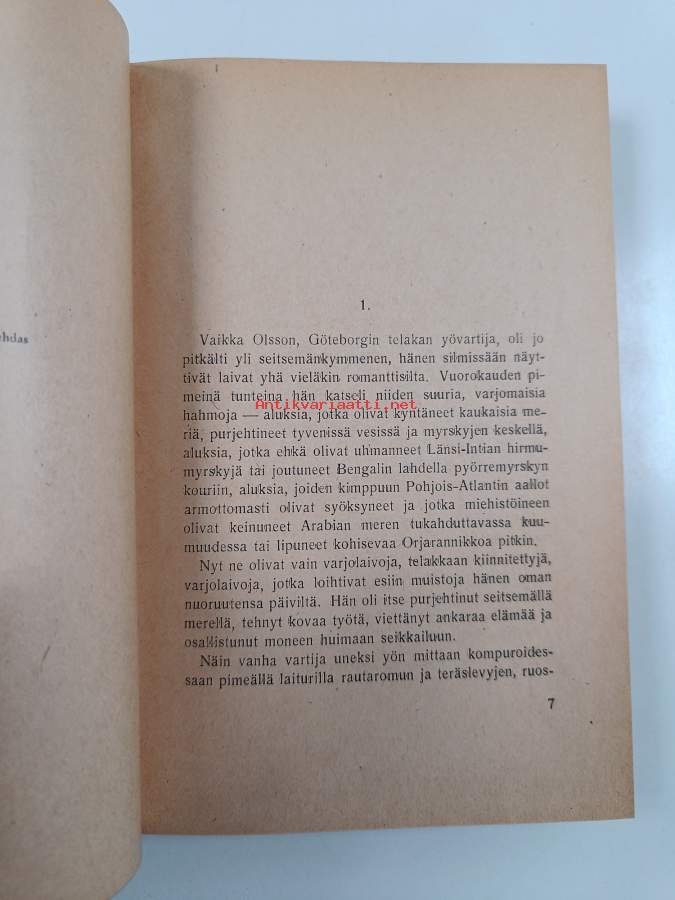 ehdas
1.
Vaikka Olsson, Göteborgin telakan yövartija, oli jo
pitkälti yli seitsemänkymmenen, hänen silmissään näyt-
tivät laivat yhä vieläkin romanttisilta. Vuorokauden pi-
meinä tunteina hän katseli niiden suuria, varjomaisia
Antikvariaatti.net
hahmoja — aluksia, jotka olivat kyntäneet kaukaisia me-
riä, purjehtineet tyvenissä vesissä ja myrskyjen keskellä,
aluksia, jotka ehkä olivat uhmanneet Länsi-Intian hirmu-
myrskyjä tai joutuneet Bengalin lahdella pyörremyrskyn
kouriin, aluksia, joiden kimppuun Pohjois-Atlantin aallot
armottomasti olivat syöksyneet ja jotka miehistöineen
olivat keinuneet Arabian meren tukahduttavassa kuu-
muudessa tai lipuneet kohisevaa Orjarannikkoa pitkin.
Nyt ne olivat vain varjolaivoja, telakkaan kiinnitettyjä,
varjolaivoja, jotka loihtivat esiin muistoja hänen oman
nuoruutensa päiviltä. Hän oli itse purjehtinut seitsemällä
merellä, tehnyt kovaa työtä, viettänyt ankaraa elämää ja
osallistunut moneen huimaan seikkailuun.
Näin vanha vartija uneksi yön mittaan kompuroides-
saan pimeällä laiturilla rautaromun ja teräslevyjen, ruos-
7